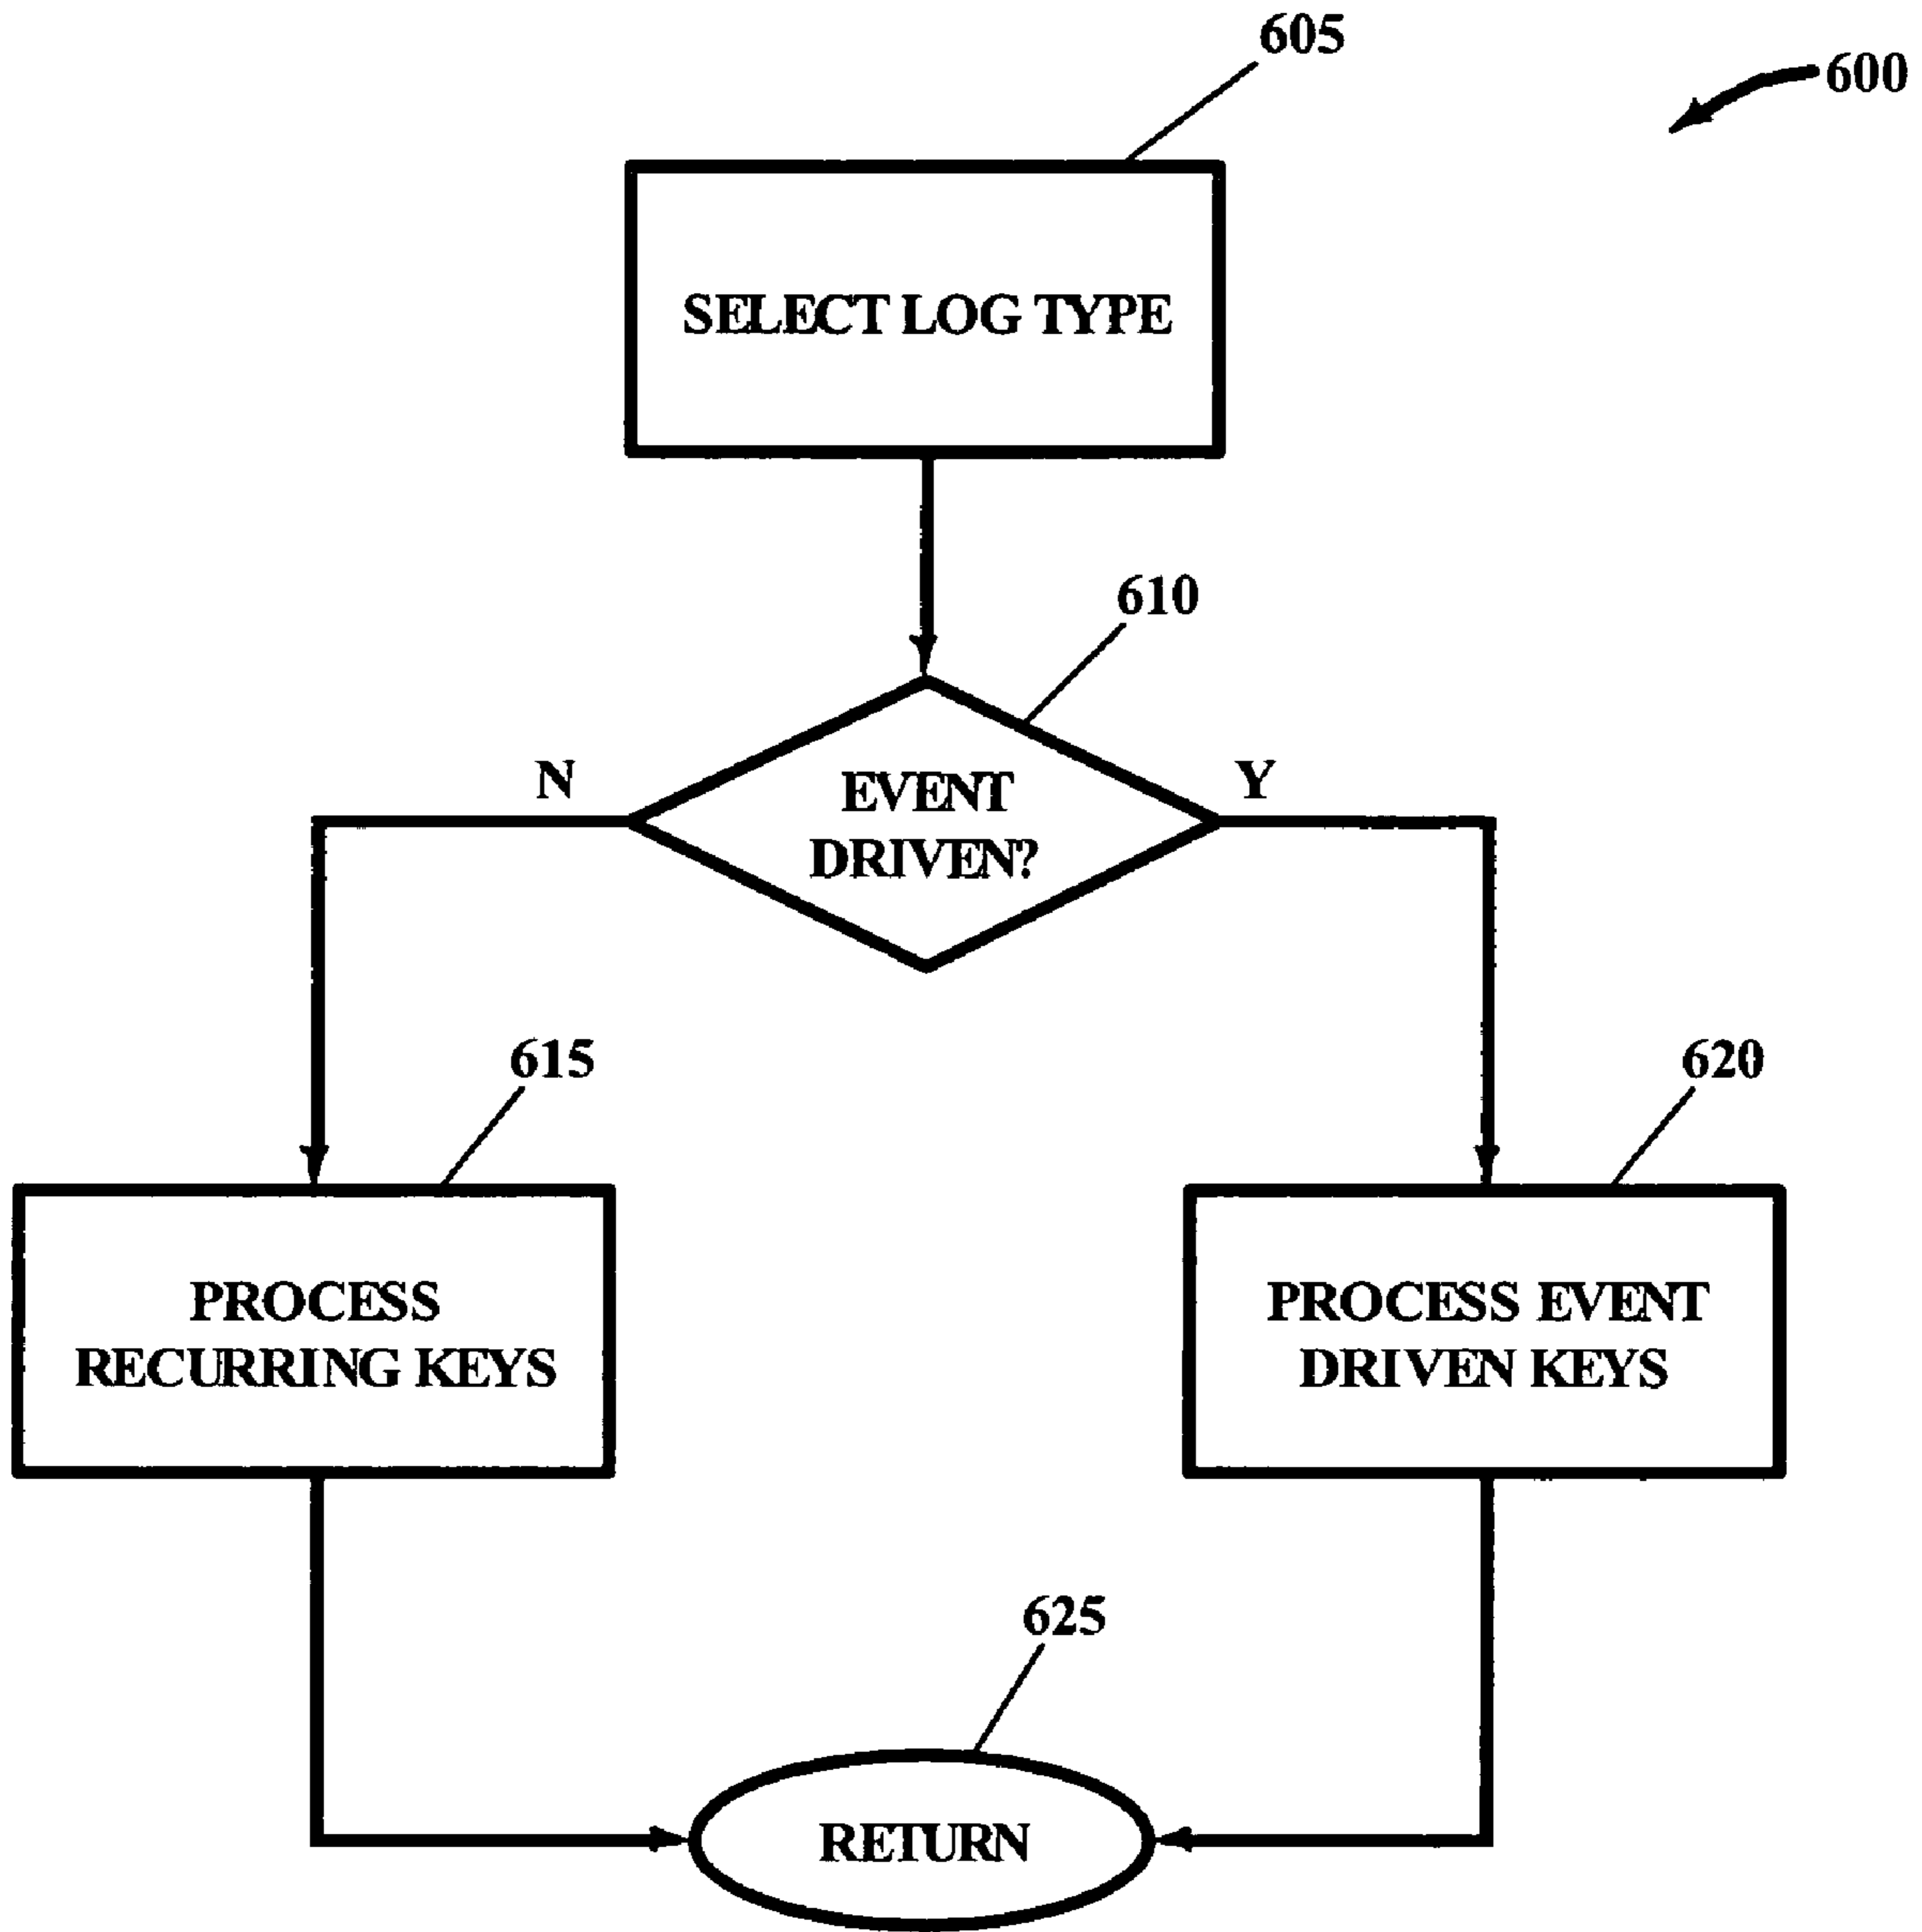 605
600
SELECT LOG TYPE
610
N
Y
EVENT
DRIVEN?
615
620
PROCESS
RECURRING KEYS
PROCESS EVENT
DRIVEN KEYS
625
RETURN